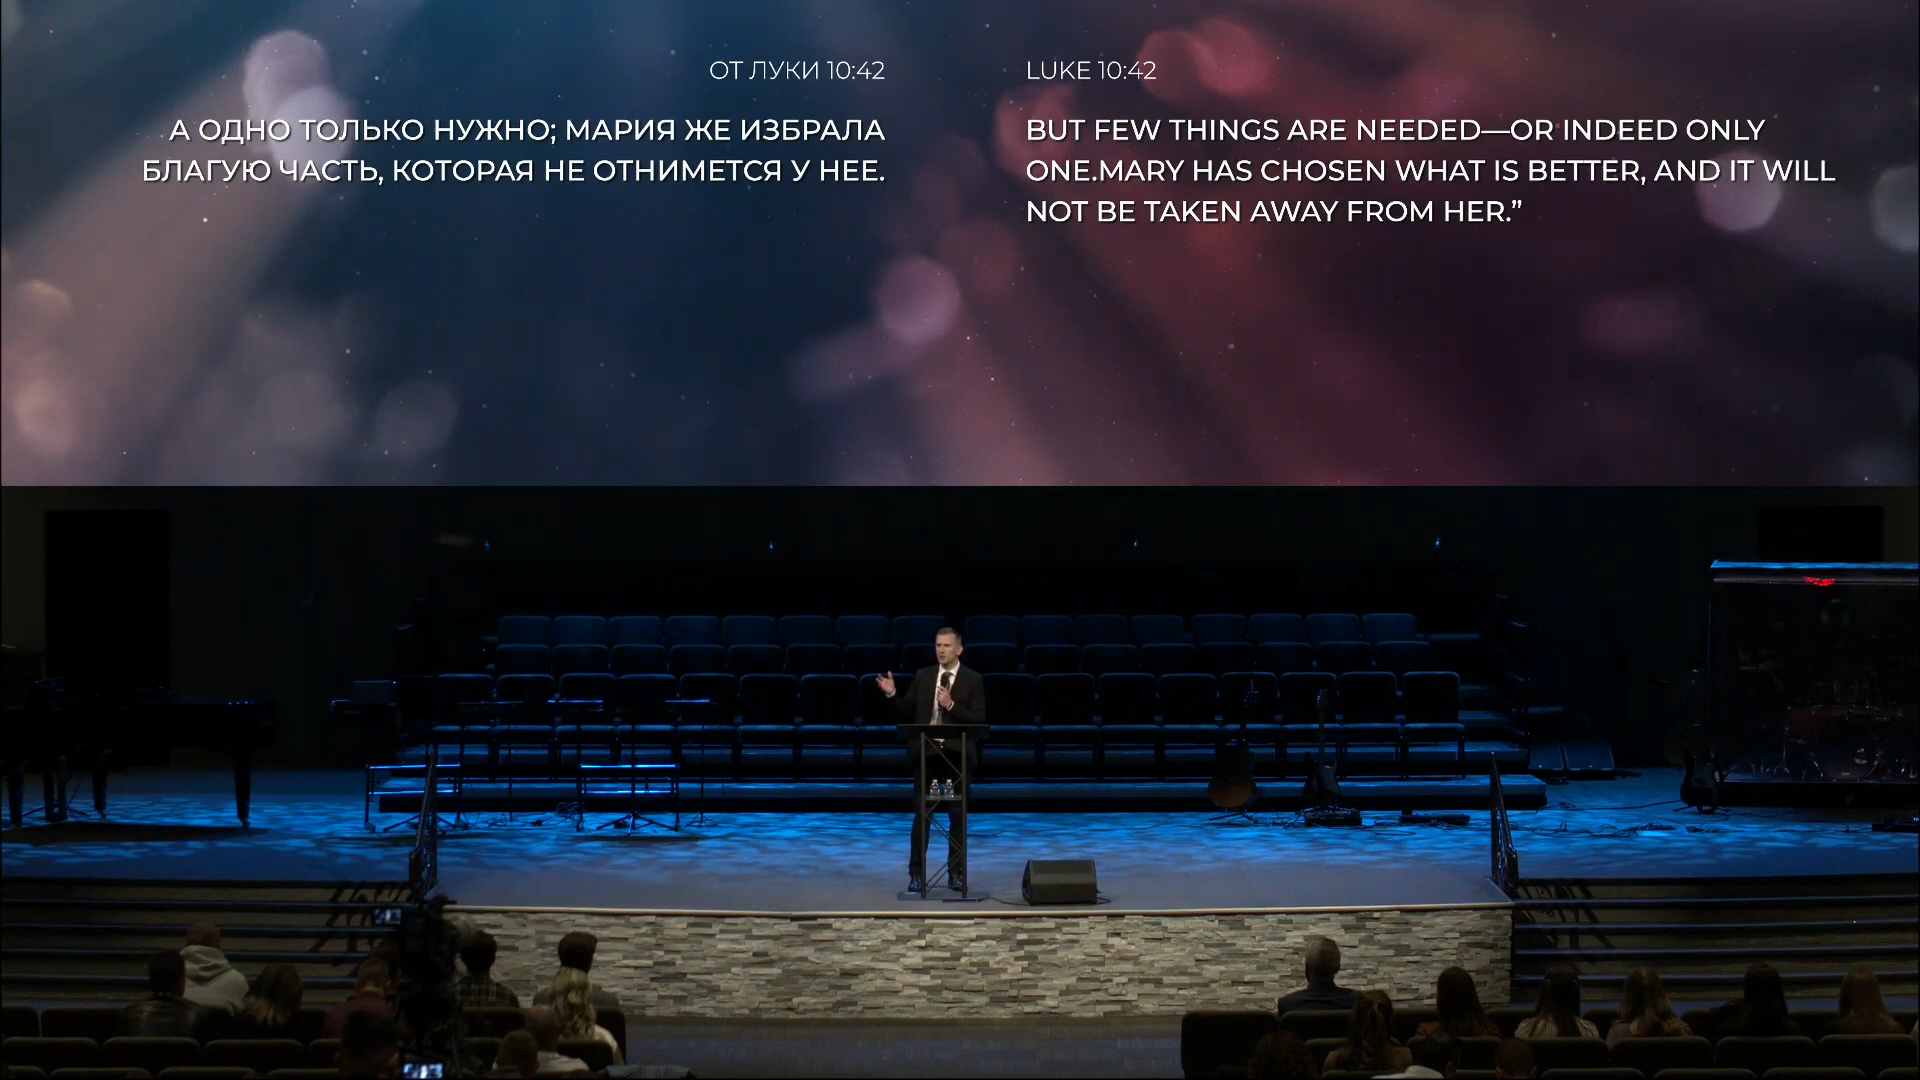 ОТ ЛУКИ 10:42
А ОДНО ТОЛЬКО НУЖНО; МАРИЯ ЖЕ ИЗБРАЛА
БЛАГУЮ ЧАСТЬ, КОТОРАЯ НЕ ОТНИМЕТСЯ У НЕЕ.
LUKE 10:42
BUT FEW THINGS ARE NEEDED—OR INDEED ONLY
ONE.MARY HAS CHOSEN WHAT IS BETTER, AND IT WILL
NOT BE TAKEN AWAY FROM HER.”